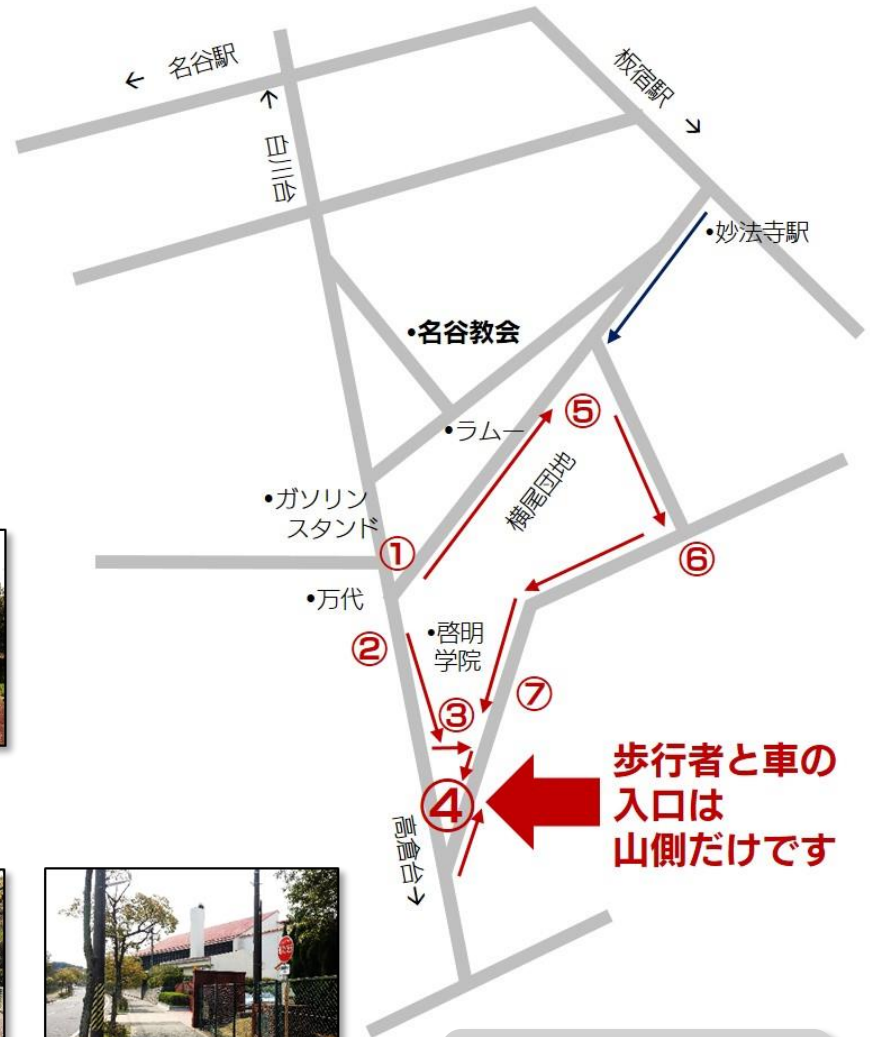 ← 名谷駅
板宿駅 →
↑
白川台
•妙法寺駅
•名谷教会
•ラムー
⑤
横尾団地
•ガソリン
スタンド
①
⑥
•万代
②
•啓明
学院
⑦
③
④
歩行者と車の
入口は
山側だけです
高倉台→